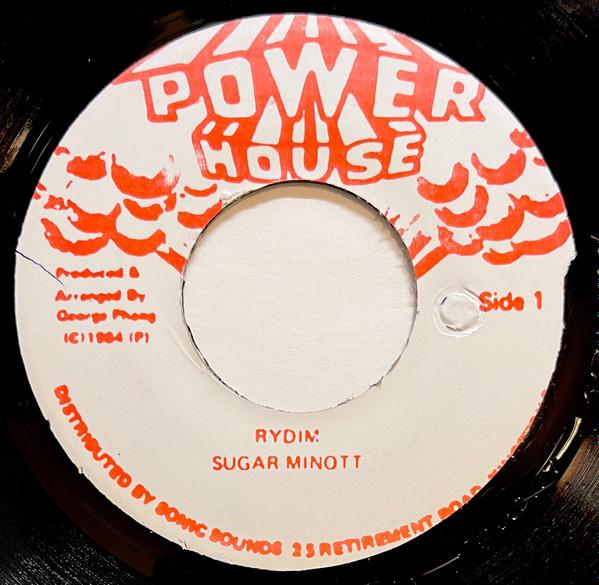 POWER
HOUSE
Produced &
Arranged By
George Phang
(C) 1984 (P)
Side 1
RYDIM
SUGAR MINOTT
DISTRIBUTED BY SONIC SOUNDS 25 RETIREMENT ROAD